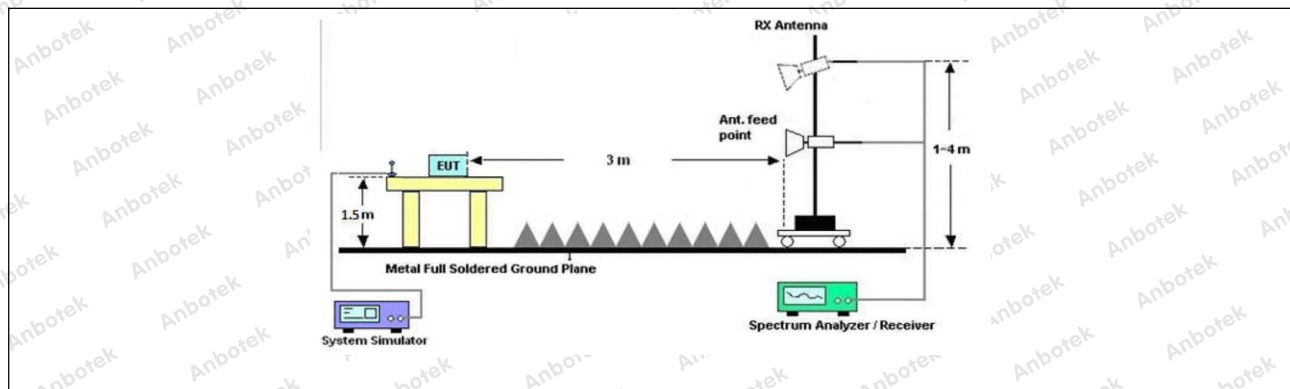 RX Antenna
Ant. feed
point
3 m
1~4 m
EUT
1.5 m
Metal Full Soldered Ground Plane
System Simulator
Spectrum Analyzer / Receiver
Anbotek